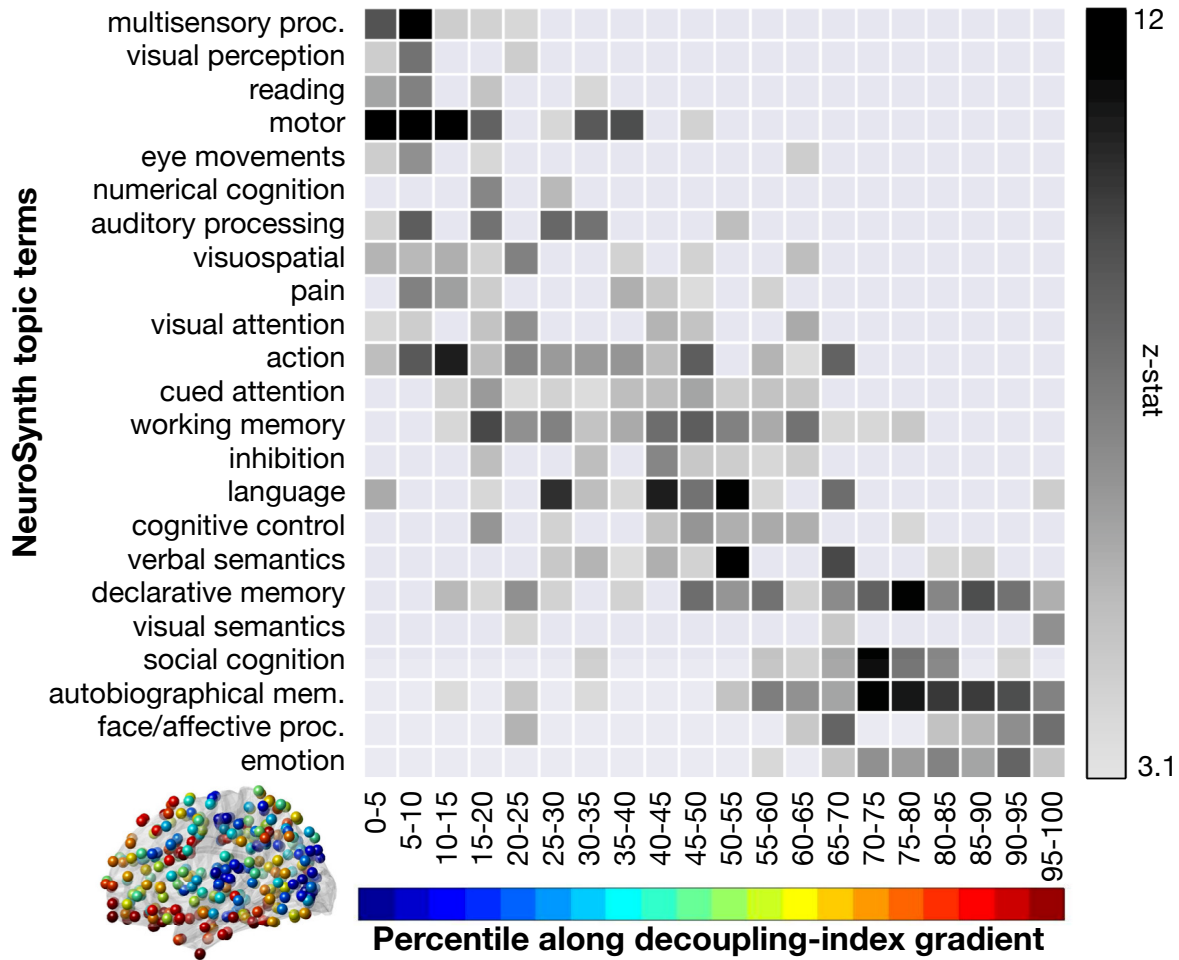 multisensory proc.
visual perception
reading
motor
eye movements
numerical cognition
auditory processing
visuospatial
pain
visual attention
action
cued attention
working memory
inhibition
language
cognitive control
verbal semantics
declarative memory
visual semantics
social cognition
autobiographical mem.
face/affective proc.
emotion
NeuroSynth topic terms
12
z-stat
3.1
0-5
5-10
10-15
15-20
20-25
25-30
30-35
35-40
40-45
45-50
50-55
55-60
60-65
65-70
70-75
75-80
80-85
85-90
90-95
95-100
Percentile along decoupling-index gradient